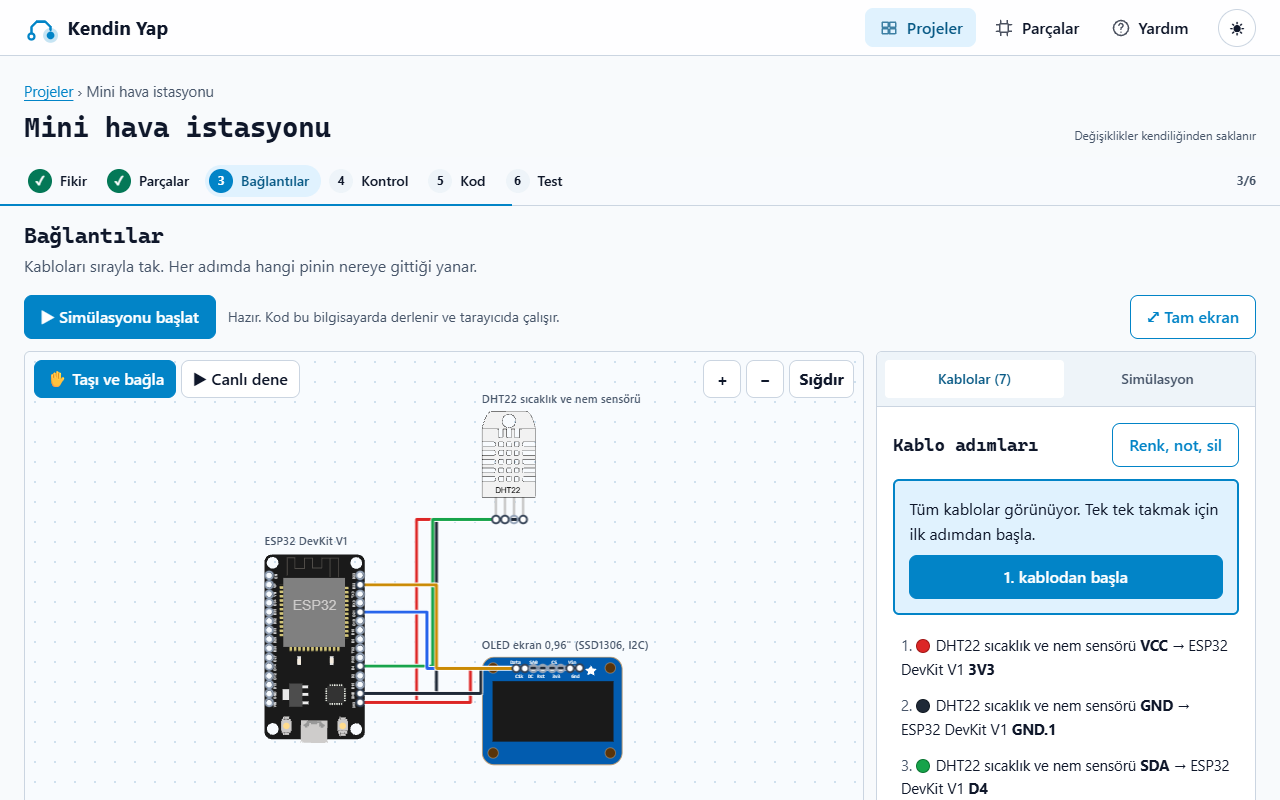 Kendin Yap
Projeler
Parçalar
Yardım
Projeler › Mini hava istasyonu
Mini hava istasyonu
Değişiklikler kendiliğinden saklanır
Fikir
Parçalar
3 Bağlantılar
4 Kontrol
5 Kod
6 Test
3/6
Bağlantılar
Kabloları sırayla tak. Her adımda hangi pinin nereye gittiği yanar.
Simülasyonu başlat
Hazır. Kod bu bilgisayarda derlenir ve tarayıcıda çalışır.
Tam ekran
Taşı ve bağla
Canlı dene
+
−
Sığdır
DHT22 sıcaklık ve nem sensörü
DHT22
ESP32 DevKit V1
ESP32
OLED ekran 0,96" (SSD1306, I2C)
Kablolar (7)
Simülasyon
Kablo adımları
Renk, not, sil
Tüm kablolar görünüyor. Tek tek takmak için
ilk adımdan başla.
1. kablodan başla
1. DHT22 sıcaklık ve nem sensörü VCC → ESP32
DevKit V1 3V3
2. DHT22 sıcaklık ve nem sensörü GND →
ESP32 DevKit V1 GND.1
3. DHT22 sıcaklık ve nem sensörü SDA → ESP32
DevKit V1 D4